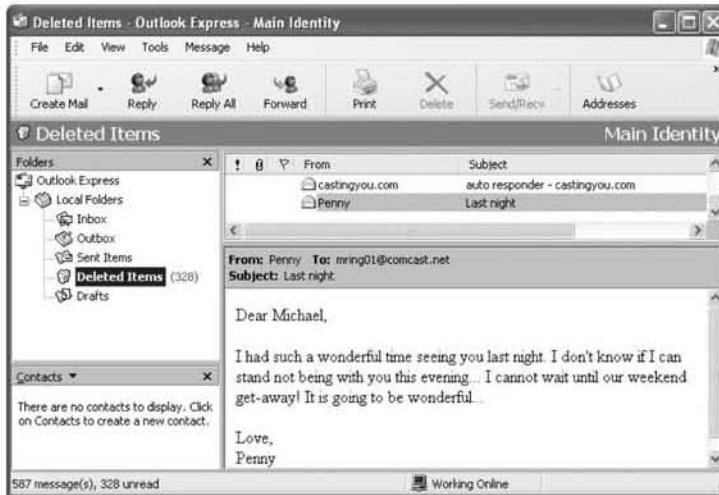 Deleted Items - Outlook Express - Main Identity
File Edit View Tools Message Help
Create Mail Reply Reply All Forward Print Delete Send/Recv Addresses
Deleted Items Main Identity
Folders
Outlook Express
Local Folders
Inbox
Outbox
Sent Items
Deleted Items (328)
Drafts
Contacts
There are no contacts to display. Click
on Contacts to create a new contact.
! From Subject
castingyou.com auto responder - castingyou.com
Penny Last night
From: Penny To: mring01@comcast.net
Subject: Last night
Dear Michael,
I had such a wonderful time seeing you last night. I don't know if I can
stand not being with you this evening... I cannot wait until our weekend
get-away! It is going to be wonderful...
Love,
Penny
587 message(s), 328 unread Working Online